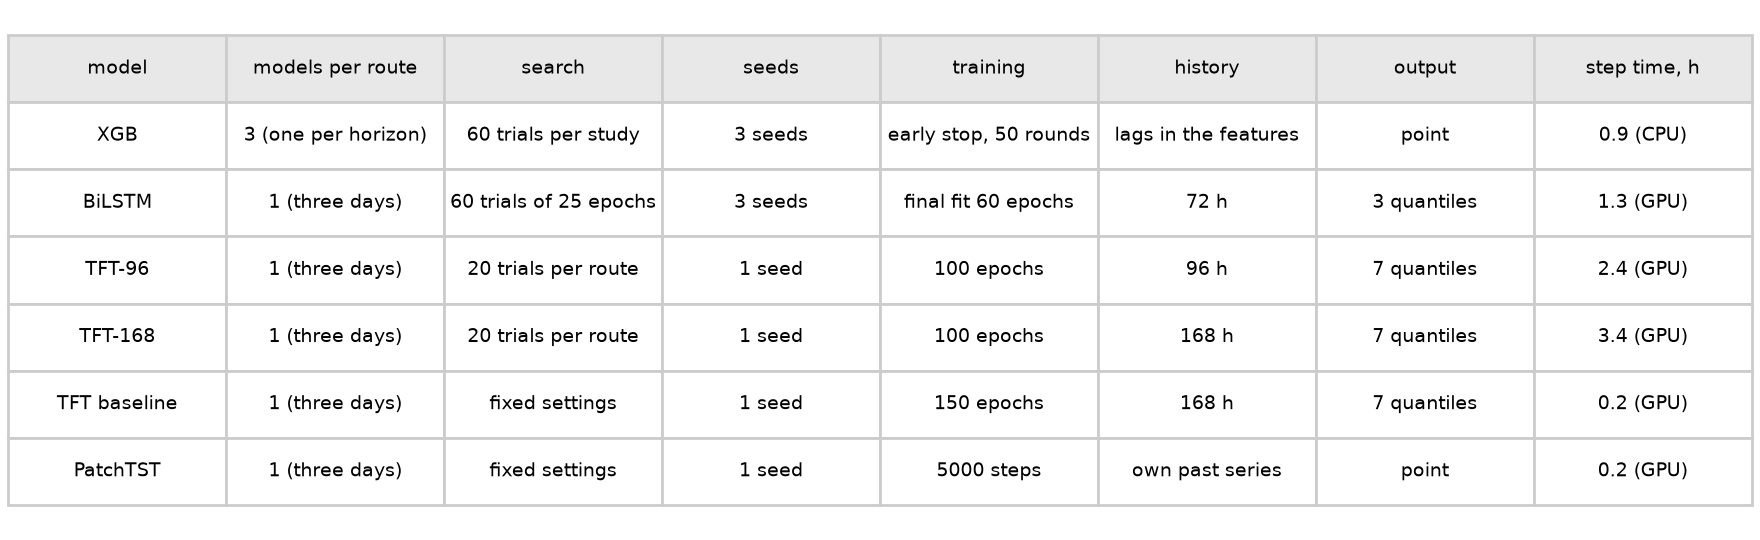 model models per route search seeds training history output step time, h
XGB 3 (one per horizon) 60 trials per study 3 seeds early stop, 50 rounds lags in the features point 0.9 (CPU)
BiLSTM 1 (three days) 60 trials of 25 epochs 3 seeds final fit 60 epochs 72 h 3 quantiles 1.3 (GPU)
TFT-96 1 (three days) 20 trials per route 1 seed 100 epochs 96 h 7 quantiles 2.4 (GPU)
TFT-168 1 (three days) 20 trials per route 1 seed 100 epochs 168 h 7 quantiles 3.4 (GPU)
TFT baseline 1 (three days) fixed settings 1 seed 150 epochs 168 h 7 quantiles 0.2 (GPU)
PatchTST 1 (three days) fixed settings 1 seed 5000 steps own past series point 0.2 (GPU)